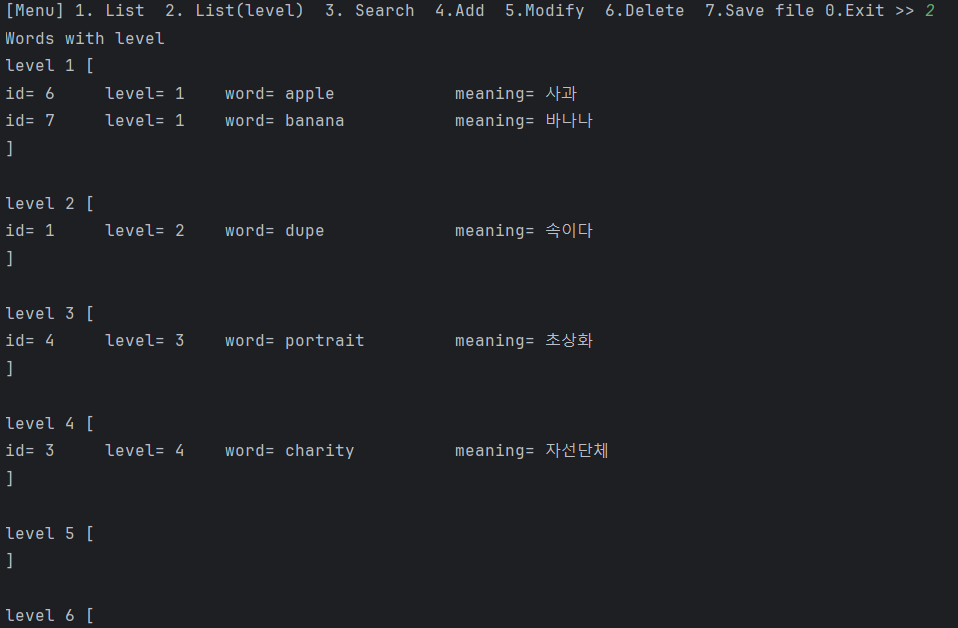 [Menu] 1. List  2. List(level)  3. Search  4.Add  5.Modify  6.Delete  7.Save file 0.Exit >> 2
Words with level
level 1 [
id= 6     level= 1    word= apple            meaning= 사과
id= 7     level= 1    word= banana           meaning= 바나나
]
level 2 [
id= 1     level= 2    word= dupe             meaning= 속이다
]
level 3 [
id= 4     level= 3    word= portrait         meaning= 초상화
]
level 4 [
id= 3     level= 4    word= charity          meaning= 자선단체
]
level 5 [
]
level 6 [